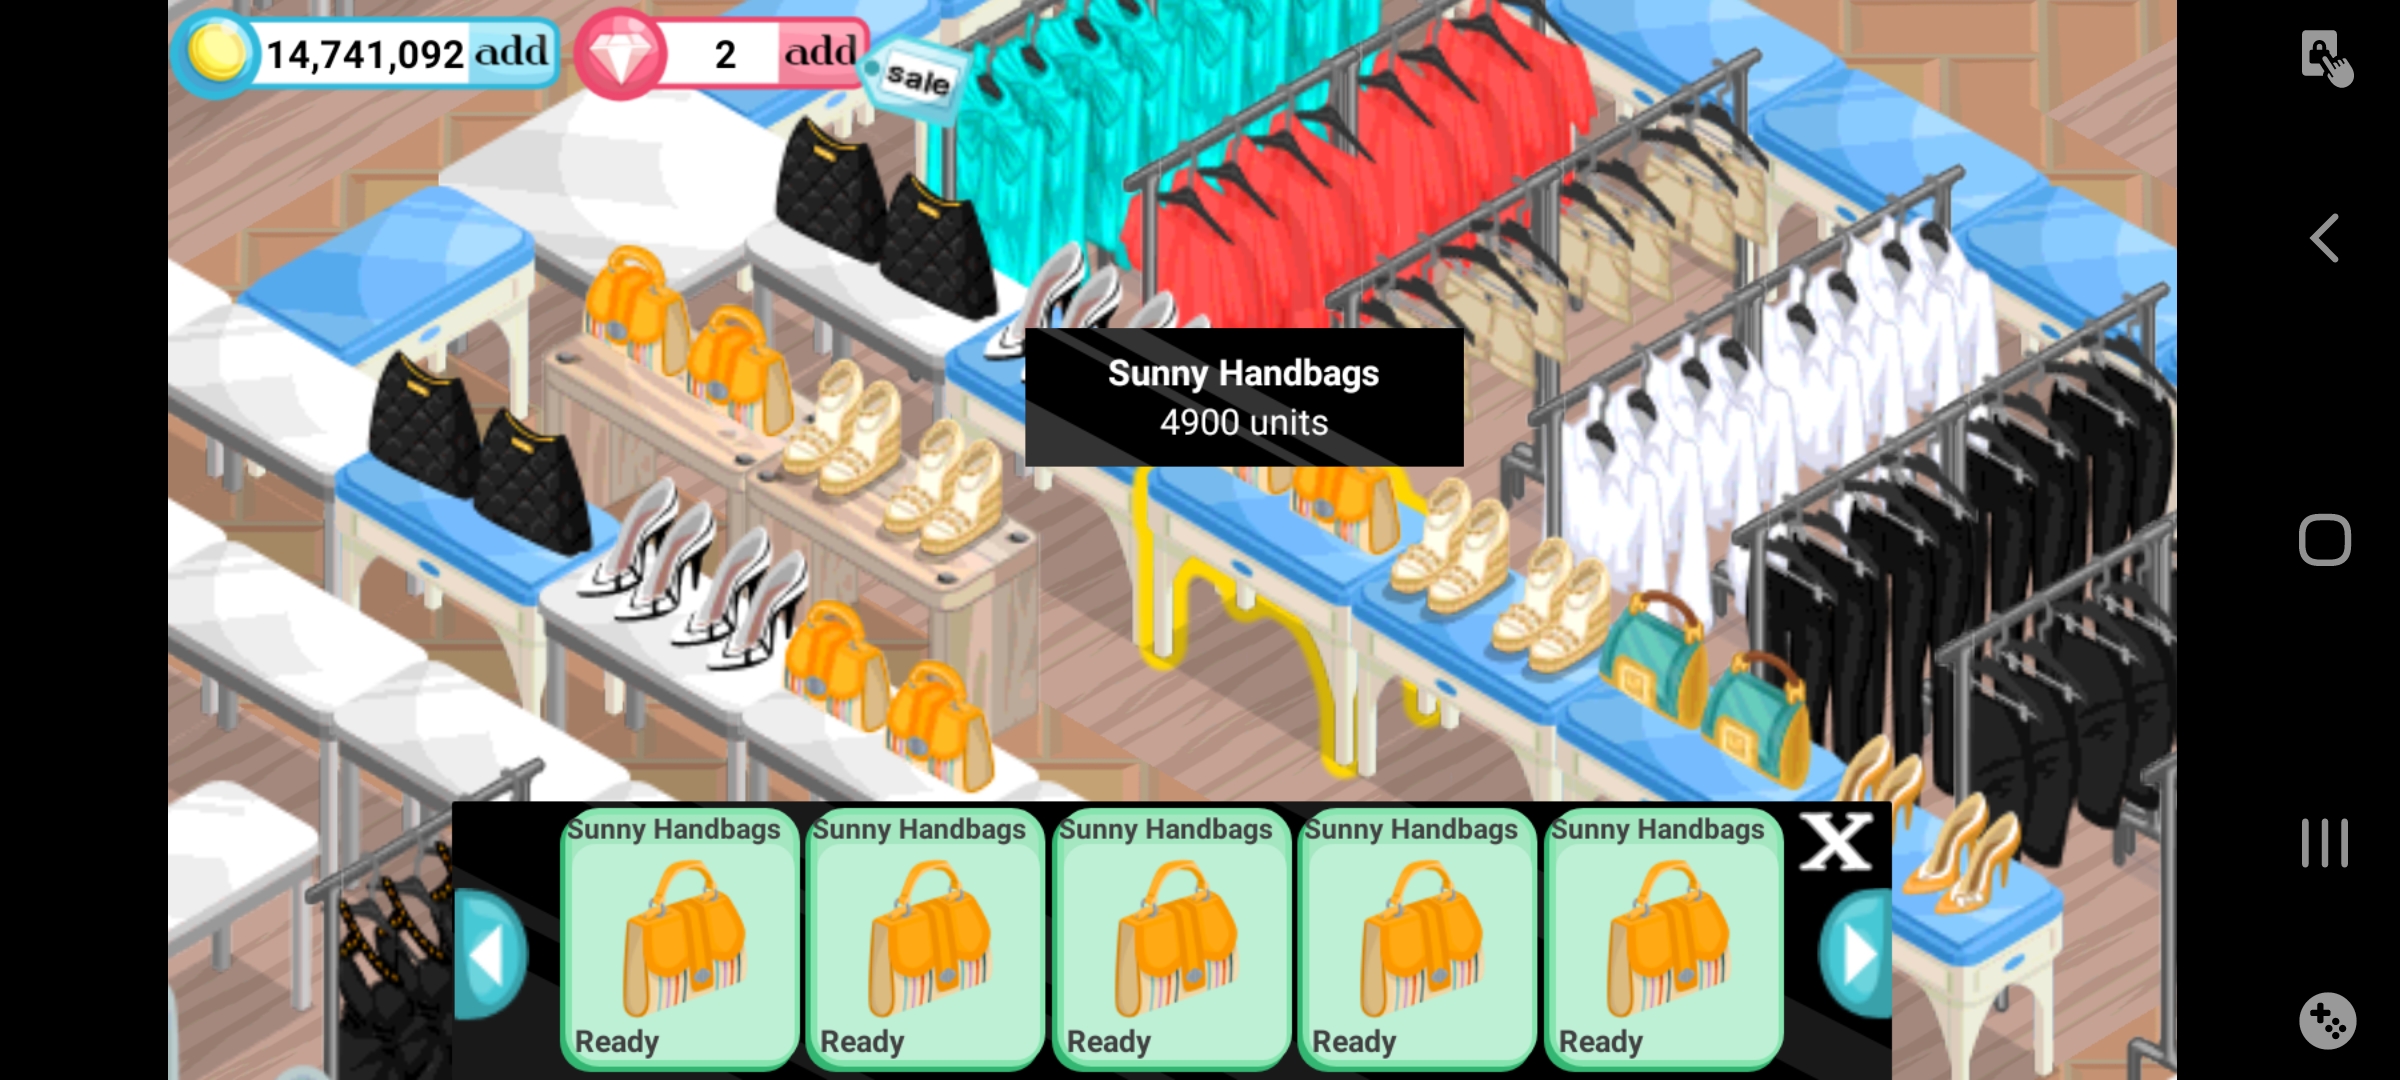 14,741,092 add
2 add
sale
Sunny Handbags
4900 units
Sunny Handbags Sunny Handbags Sunny Handbags Sunny Handbags Sunny Handbags
X
Ready Ready Ready Ready Ready